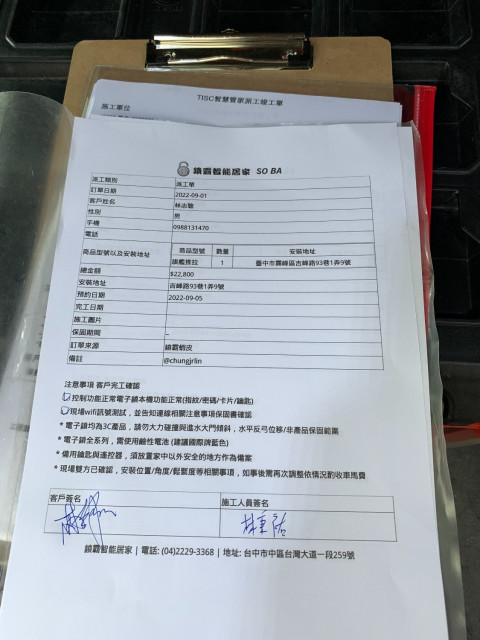 TISC智慧管家派工竣工單
施工單位
鎖霸智能居家 SO BA
派工類別 派工單
訂單日期 2022-09-01
客戶姓名 林志聰
性別 男
手機 0988131470
電話
商品型號以及安裝地址 商品型號 數量 安裝地址
旗艦推拉 1 臺中市霧峰區吉峰路93巷1弄9號
總金額 $22,800
安裝地址 吉峰路93巷1弄9號
預約日期 2022-09-05
完工日期
施工圖片
保固期間 _
訂單來源 鎖霸蝦皮
備註 @chungjrlin
注意事項 客戶完工確認
控制功能正常電子鎖本機功能正常(指紋/密碼/卡片/鑰匙)
現場wifi訊號測試，並告知連線相關注意事項保固書確認
* 電子鎖均為3C產品，請勿大力碰撞與進水大門傾斜，水平反弓位移/非產品保固範圍
* 電子鎖全系列，需使用鹼性電池 (建議國際牌藍色)
* 備用鑰匙與遙控器，須放置家中以外安全的地方作為備案
* 現場雙方已確認，安裝位置/角度/鬆緊度等相關事項，如事後需再次調整依情況酌收車馬費
客戶簽名 施工人員簽名
鎖霸智能居家 | 電話: (04)2229-3368 | 地址: 台中市中區台灣大道一段259號